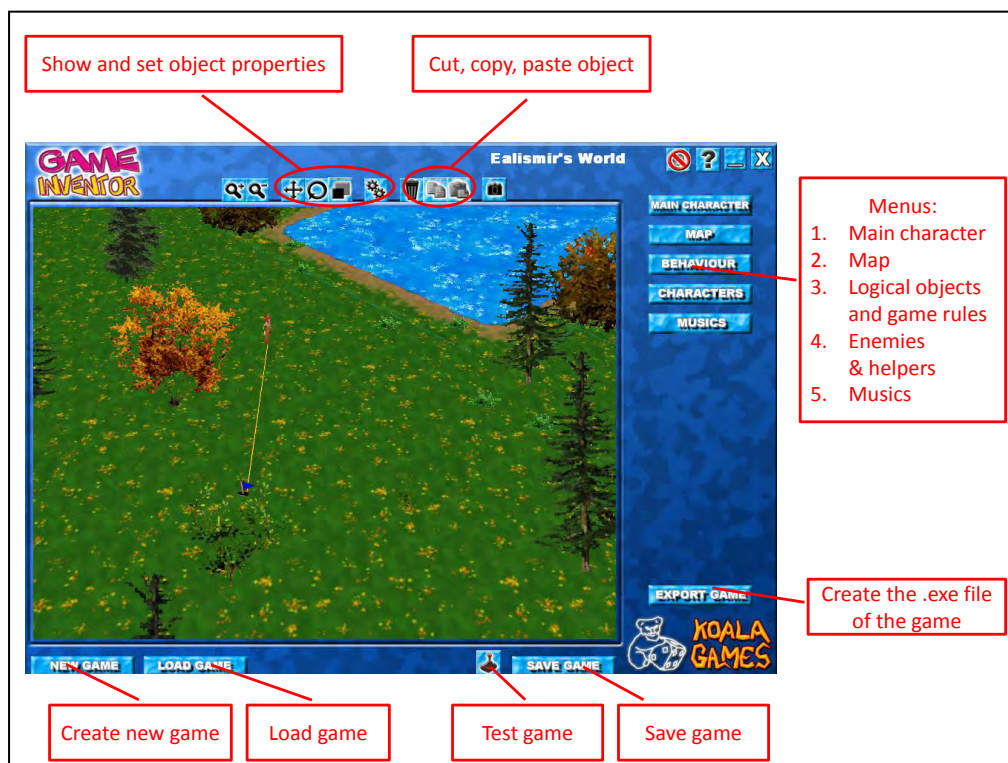 Show and set object properties
Cut, copy, paste object
GAME
INVENTOR
Ealismir's World
?
X
MAIN CHARACTER
MAP
BEHAVIOUR
CHARACTERS
MUSICS
Menus:
1. Main character
2. Map
3. Logical objects
and game rules
4. Enemies
& helpers
5. Musics
EXPORT GAME
Create the .exe file
of the game
KOALA
GAMES
NEW GAME
LOAD GAME
SAVE GAME
Create new game
Load game
Test game
Save game